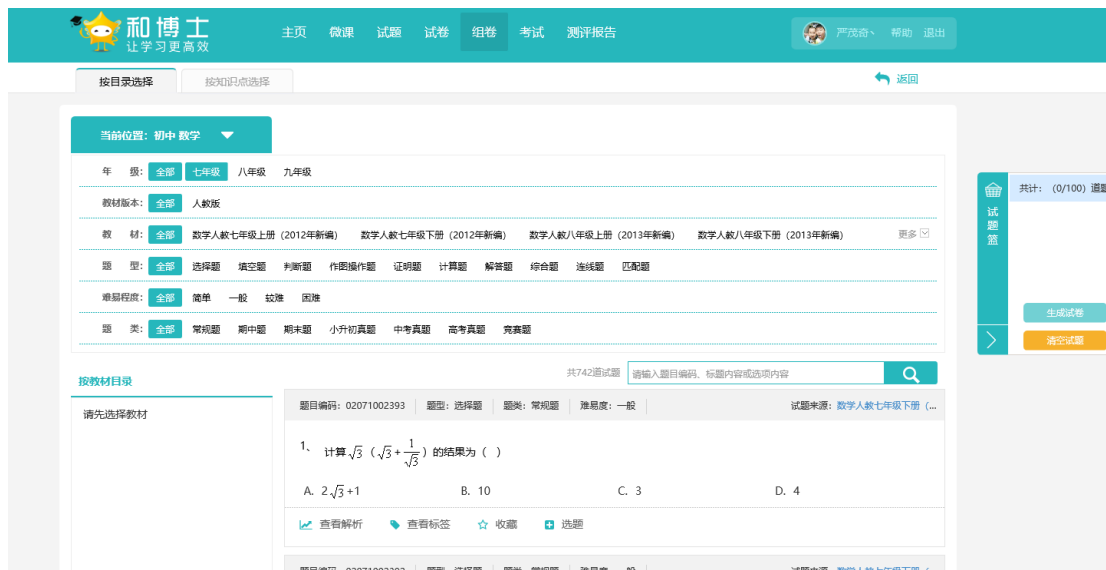 和博士
让学习更高效
主页 微课 试题 试卷 组卷 考试 测评报告
严茂奇 帮助 退出
按目录选择 按知识点选择 返回
当前位置：初中 数学
年 级: 全部 七年级 八年级 九年级
教材版本: 全部 人教版
教 材: 全部 数学人教七年级上册（2012年新编） 数学人教七年级下册（2012年新编） 数学人教八年级上册（2013年新编） 数学人教八年级下册（2013年新编） 更多
题 型: 全部 选择题 填空题 判断题 作图操作题 证明题 计算题 解答题 综合题 连线题 匹配题
难易程度: 全部 简单 一般 较难 困难
题 类: 全部 常规题 期中题 期末题 小升初真题 中考真题 高考真题 竞赛题
试题篮
共计：（0/100）道题
生成试卷
清空试题
按教材目录
请先选择教材
共742道试题 请输入题目编码、标题内容或选项内容
题目编码：02071002393 题型：选择题 题类：常规题 难易度：一般 试题来源：数学人教七年级下册（...
1、 计算√3（√3+1/√3）的结果为（ ）
A. 2√3+1 B. 10 C. 3 D. 4
查看解析 查看标签 收藏 选题